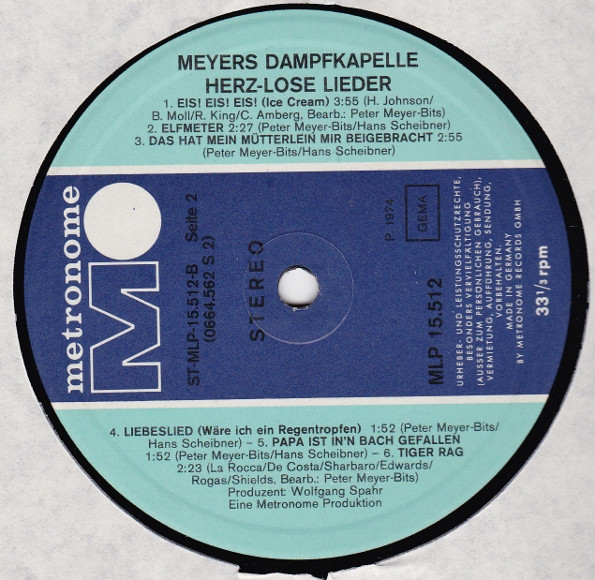 MEYERS DAMPFKAPELLE
HERZ-LOSE LIEDER
1. EIS! EIS! EIS! (Ice Cream) 3:55 (H. Johnson/
B. Moll/R. King/C. Amberg, Bearb.: Peter Meyer-Bits)
2. ELFMETER 2:27 (Peter Meyer-Bits/Hans Scheibner)
3. DAS HAT MEIN MÜTTERLEIN MIR BEIGEBRACHT 2:55
(Peter Meyer-Bits/Hans Scheibner)
metronome
MO
ST-MLP-15.512-B Seite 2
(0664.562 S 2)
STEREO
P 1974
GEMA
MLP 15.512
URHEBER- UND LEISTUNGSSCHUTZRECHTE,
BESONDERS VERVIELFÄLTIGUNG
(AUSSER ZUM PERSÖNLICHEN GEBRAUCH),
VERMIETUNG, AUFFÜHRUNG, SENDUNG,
VORBEHALTEN.
MADE IN GERMANY
BY METRONOME RECORDS GMBH
33 1/3 rpm
4. LIEBESLIED (Wäre ich ein Regentropfen) 1:52 (Peter Meyer-Bits/
Hans Scheibner) – 5. PAPA IST IN'N BACH GEFALLEN
1:52 (Peter Meyer-Bits/Hans Scheibner) – 6. TIGER RAG
2:23 (La Rocca/De Costa/Sharbaro/Edwards/
Rogas/Shields, Bearb.: Peter Meyer-Bits)
Produzent: Wolfgang Spahr
Eine Metronome Produktion